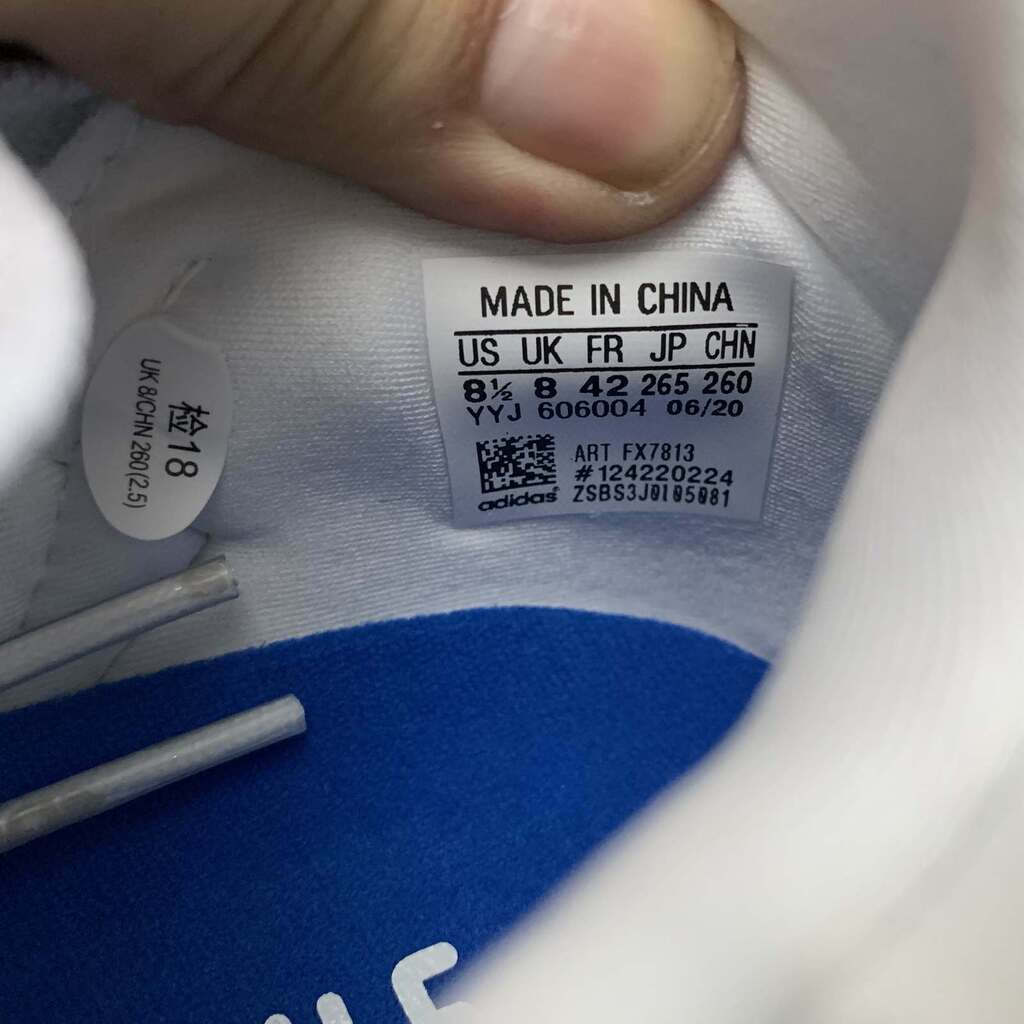 MADE IN CHINA
US UK FR JP CHN
8½ 8 42 265 260
YYJ 606004 06/20
ART FX7813
#124220224
adidas ZSBS3J0105081
检18
UK 8/CHN 260(2.5)